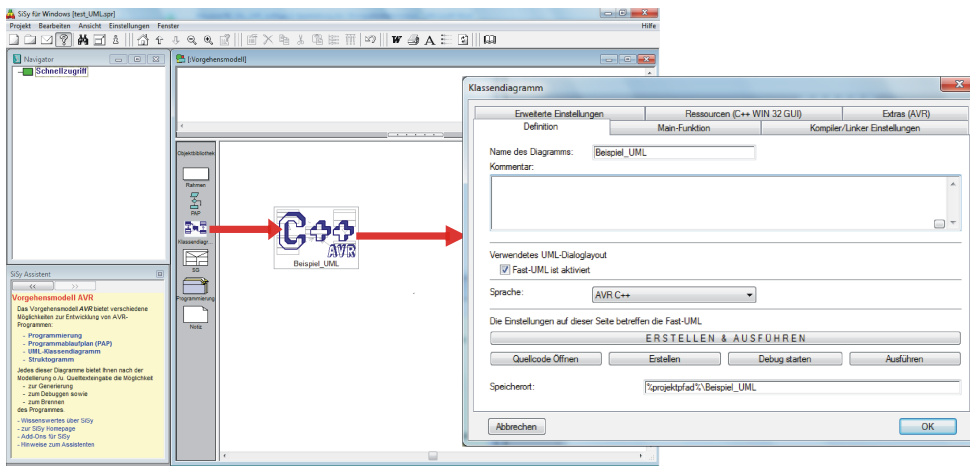 SiSy für Windows [test_UML.spr]
Projekt Bearbeiten Ansicht Einstellungen Fenster Hilfe
Navigator
Schnellzugriff
[:Vorgehensmodell]
Objektbibliothek
Rahmen
PAP
Klassendiagr...
SG
Programmierung
Notiz
C++
AVR
Beispiel_UML
SiSy Assistent
<< >>
Vorgehensmodell AVR
Das Vorgehensmodell AVR bietet verschiedene
Möglichkeiten zur Entwicklung von AVR-
Programmen:
- Programmierung
- Programmablaufplan (PAP)
- UML-Klassendiagramm
- Struktogramm
Jedes dieser Diagramme bietet Ihnen nach der
Modellierung o./u. Quelltexteingabe die Möglichkeit
- zur Generierung
- zum Debuggen sowie
- zum Brennen
des Programmes.
- Wissenswertes über SiSy
- zur SiSy Homepage
- Add-Ons für SiSy
- Hinweise zum Assistenten
Klassendiagramm
Erweiterte Einstellungen Ressourcen (C++ WIN 32 GUI) Extras (AVR)
Definition Main-Funktion Kompiler/Linker Einstellungen
Name des Diagramms: Beispiel_UML
Kommentar:
Verwendetes UML-Dialoglayout
Fast-UML ist aktiviert
Sprache: AVR C++
Die Einstellungen auf dieser Seite betreffen die Fast-UML
ERSTELLEN & AUSFÜHREN
Quellcode Öffnen Erstellen Debug starten Ausführen
Speicherort: %projektpfad%\Beispiel_UML
Abbrechen OK